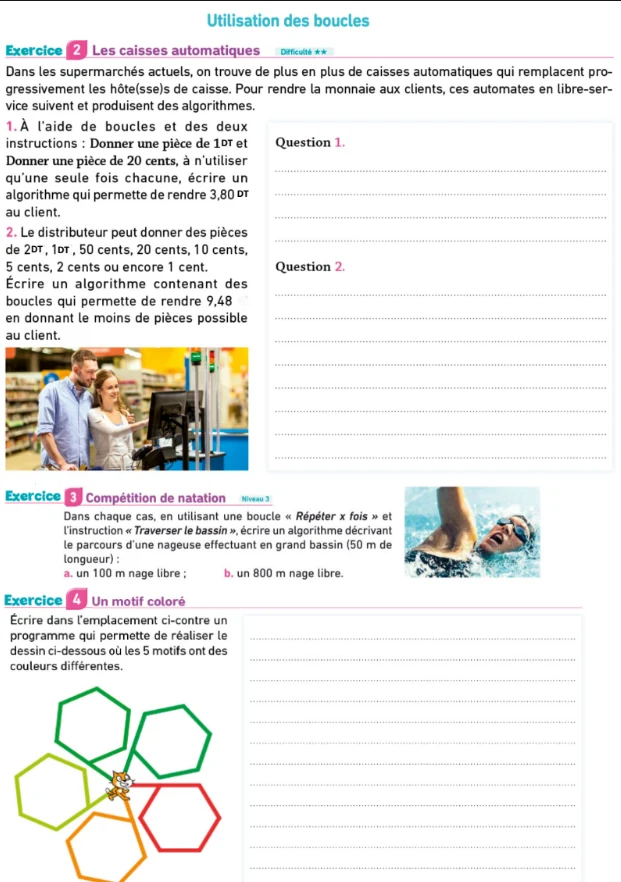 Utilisation des boucles
Exercice 2 Les caisses automatiques Difficulté ★★
Dans les supermarchés actuels, on trouve de plus en plus de caisses automatiques qui remplacent pro-
gressivement les hôte(sse)s de caisse. Pour rendre la monnaie aux clients, ces automates en libre-ser-
vice suivent et produisent des algorithmes.
1. À l'aide de boucles et des deux
instructions : Donner une pièce de 1DT et
Donner une pièce de 20 cents, à n'utiliser
qu'une seule fois chacune, écrire un
algorithme qui permette de rendre 3,80 DT
au client.
2. Le distributeur peut donner des pièces
de 2DT , 1DT , 50 cents, 20 cents, 10 cents,
5 cents, 2 cents ou encore 1 cent.
Écrire un algorithme contenant des
boucles qui permette de rendre 9,48
en donnant le moins de pièces possible
au client.
Question 1.
Question 2.
Exercice 3 Compétition de natation Niveau 3
Dans chaque cas, en utilisant une boucle « Répéter x fois » et
l'instruction « Traverser le bassin », écrire un algorithme décrivant
le parcours d'une nageuse effectuant en grand bassin (50 m de
longueur) :
a. un 100 m nage libre ; b. un 800 m nage libre.
Exercice 4 Un motif coloré
Écrire dans l'emplacement ci-contre un
programme qui permette de réaliser le
dessin ci-dessous où les 5 motifs ont des
couleurs différentes.